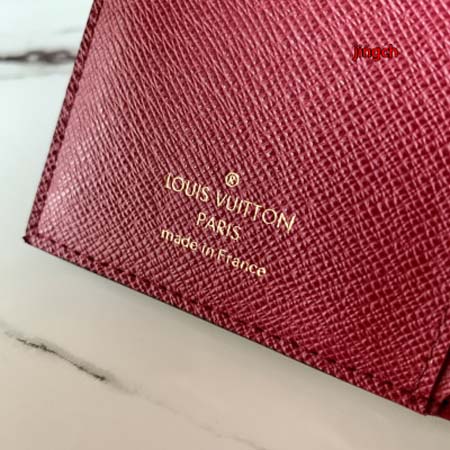 jingch
®
LOUIS VUITTON
PARIS
made in France